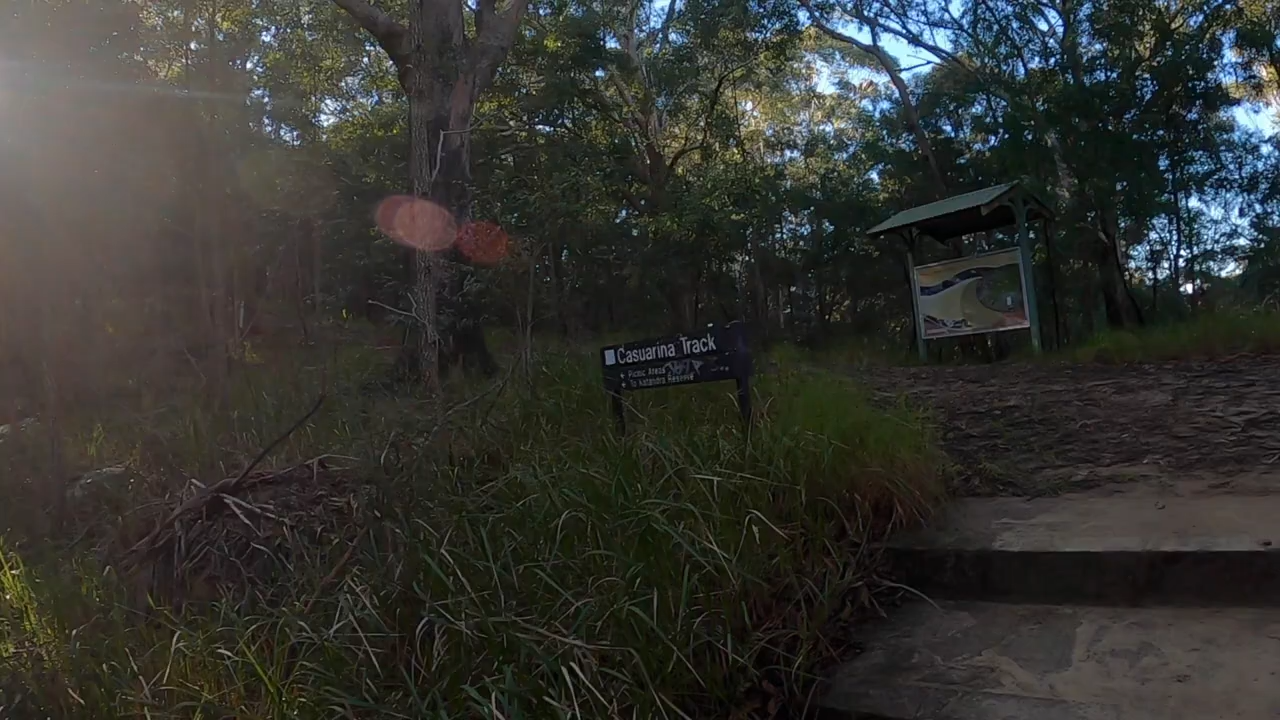 Casuarina Track
← Picnic Areas
← To Katandra Reserve